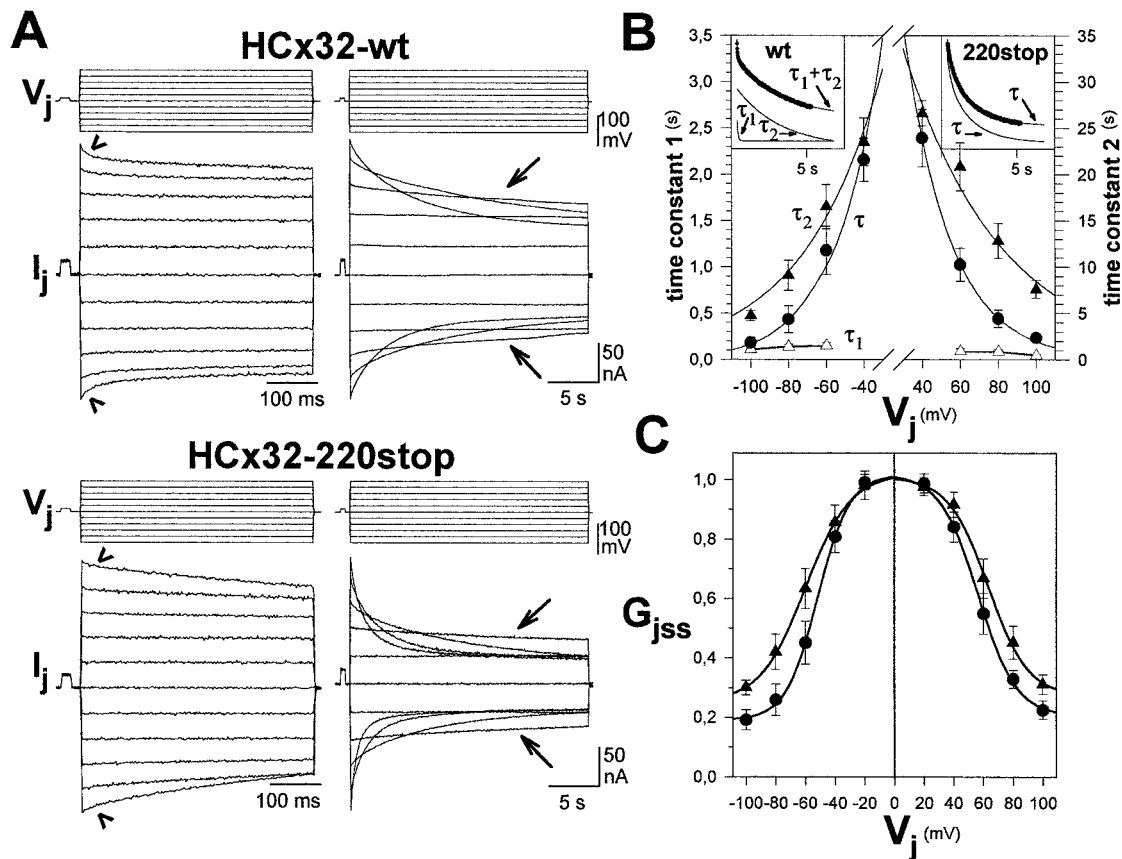 A
HCx32-wt
Vj
100
mV
Ij
50
nA
100 ms
5 s
HCx32-220stop
Vj
100
mV
Ij
50
nA
100 ms
5 s
B
time constant 1 (s)
3,5
3,0
2,5
2,0
1,5
1,0
0,5
0,0
wt
τ1+τ2
τ1
τ2
5 s
220stop
τ
τ
5 s
τ2
τ
τ1
35
30
25
20
15
10
5
0
time constant 2 (s)
-100 -80 -60 -40 40 60 80 100
Vj (mV)
C
Gjss
1,0
0,8
0,6
0,4
0,2
0,0
-100 -80 -60 -40 -20 0 20 40 60 80 100
Vj (mV)